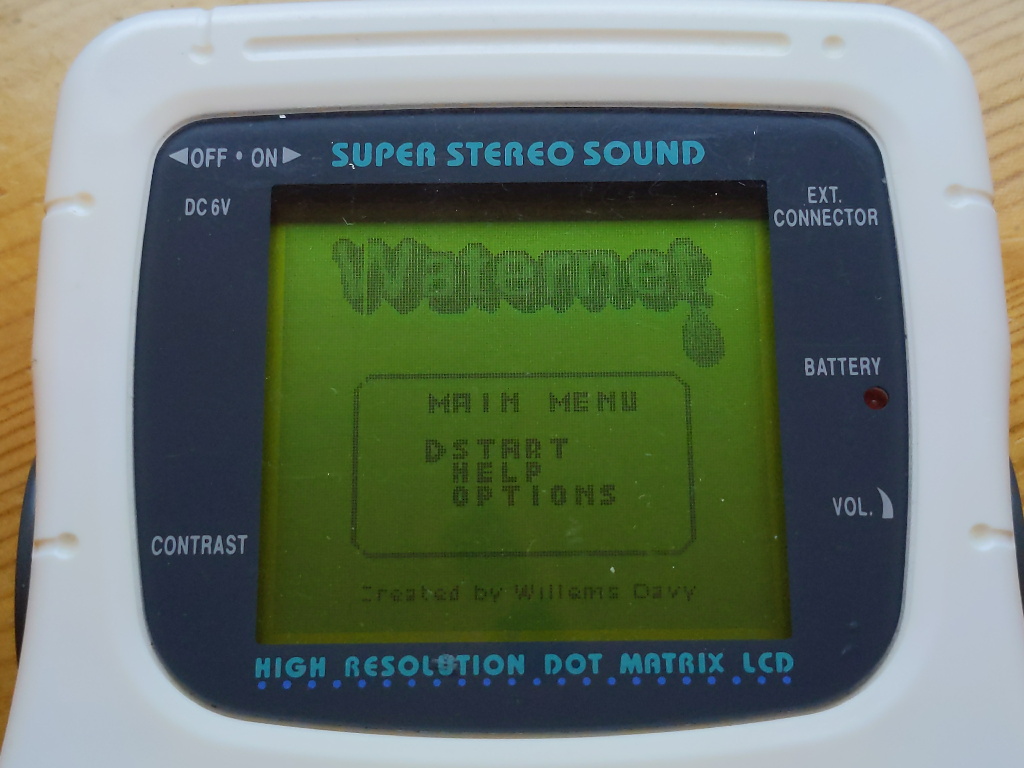 ◀OFF • ON▶ SUPER STEREO SOUND
DC 6V
EXT.
CONNECTOR
Waternet
BATTERY
MAIN MENU
START
HELP
OPTIONS
VOL.
CONTRAST
Created by Willems Davy
HIGH RESOLUTION DOT MATRIX LCD